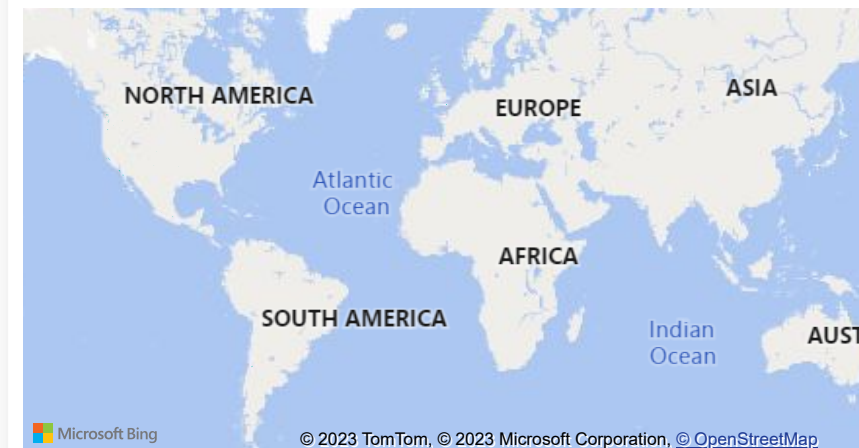 NORTH AMERICA
EUROPE
ASIA
Atlantic
Ocean
AFRICA
SOUTH AMERICA
Indian
Ocean
AUST
Microsoft Bing
© 2023 TomTom, © 2023 Microsoft Corporation, © OpenStreetMap